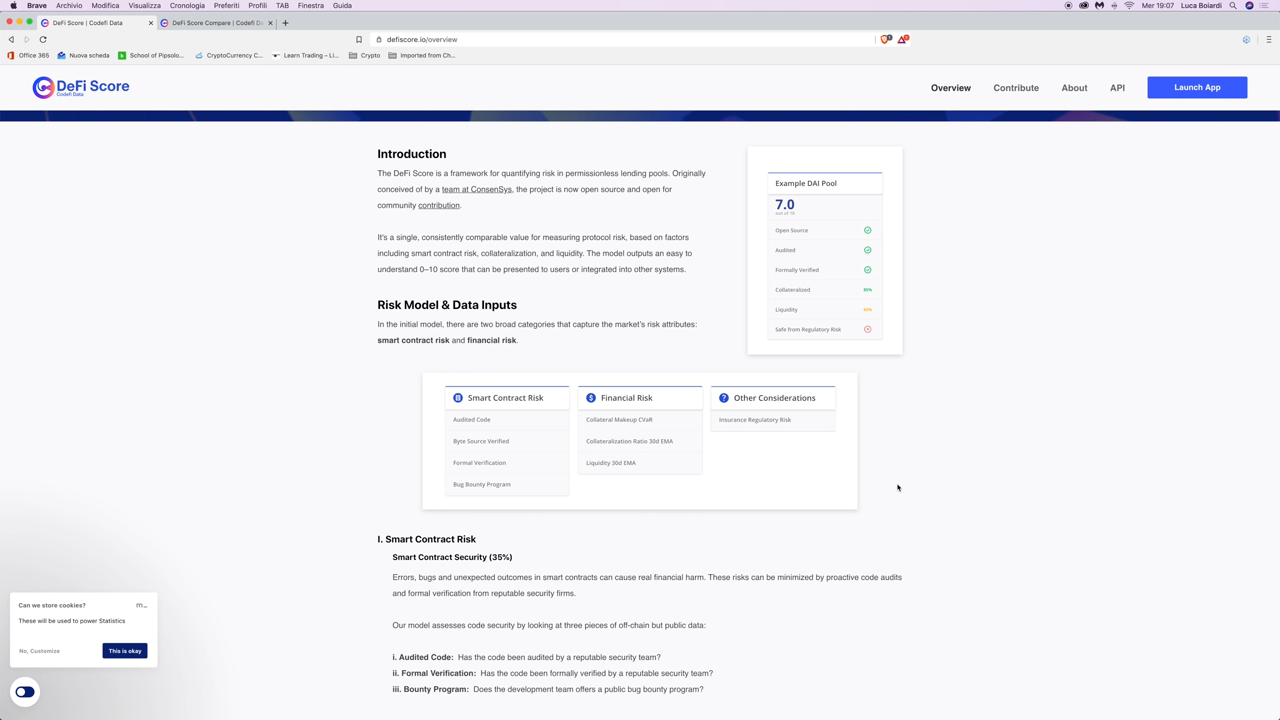 Brave Archivio Modifica Visualizza Cronologia Preferiti Profili TAB Finestra Guida Mer 19:07 Luca Boiardi
DeFi Score | Codefi Data
DeFi Score Compare | Codefi Da
defiscore.io/overview
Office 365 Nuova scheda School of Pipsolo... CryptoCurrency C... Learn Trading – Li... Crypto Imported from Ch...
DeFi Score
Codefi Data
Overview Contribute About API Launch App
Introduction
The DeFi Score is a framework for quantifying risk in permissionless lending pools. Originally
conceived of by a team at ConsenSys, the project is now open source and open for
community contribution.
It's a single, consistently comparable value for measuring protocol risk, based on factors
including smart contract risk, collateralization, and liquidity. The model outputs an easy to
understand 0–10 score that can be presented to users or integrated into other systems.
Example DAI Pool
7.0
out of 10
Open Source
Audited
Formally Verified
Collateralized 85%
Liquidity
Safe from Regulatory Risk
Risk Model & Data Inputs
In the initial model, there are two broad categories that capture the market's risk attributes:
smart contract risk and financial risk.
Smart Contract Risk
Audited Code
Byte Source Verified
Formal Verification
Bug Bounty Program
Financial Risk
Collateral Makeup CVaR
Collateralization Ratio 30d EMA
Liquidity 30d EMA
Other Considerations
Insurance Regulatory Risk
I. Smart Contract Risk
Smart Contract Security (35%)
Errors, bugs and unexpected outcomes in smart contracts can cause real financial harm. These risks can be minimized by proactive code audits
and formal verification from reputable security firms.
Our model assesses code security by looking at three pieces of off-chain but public data:
i. Audited Code: Has the code been audited by a reputable security team?
ii. Formal Verification: Has the code been formally verified by a reputable security team?
iii. Bounty Program: Does the development team offers a public bug bounty program?
Can we store cookies? m...
These will be used to power Statistics
No, Customize This is okay